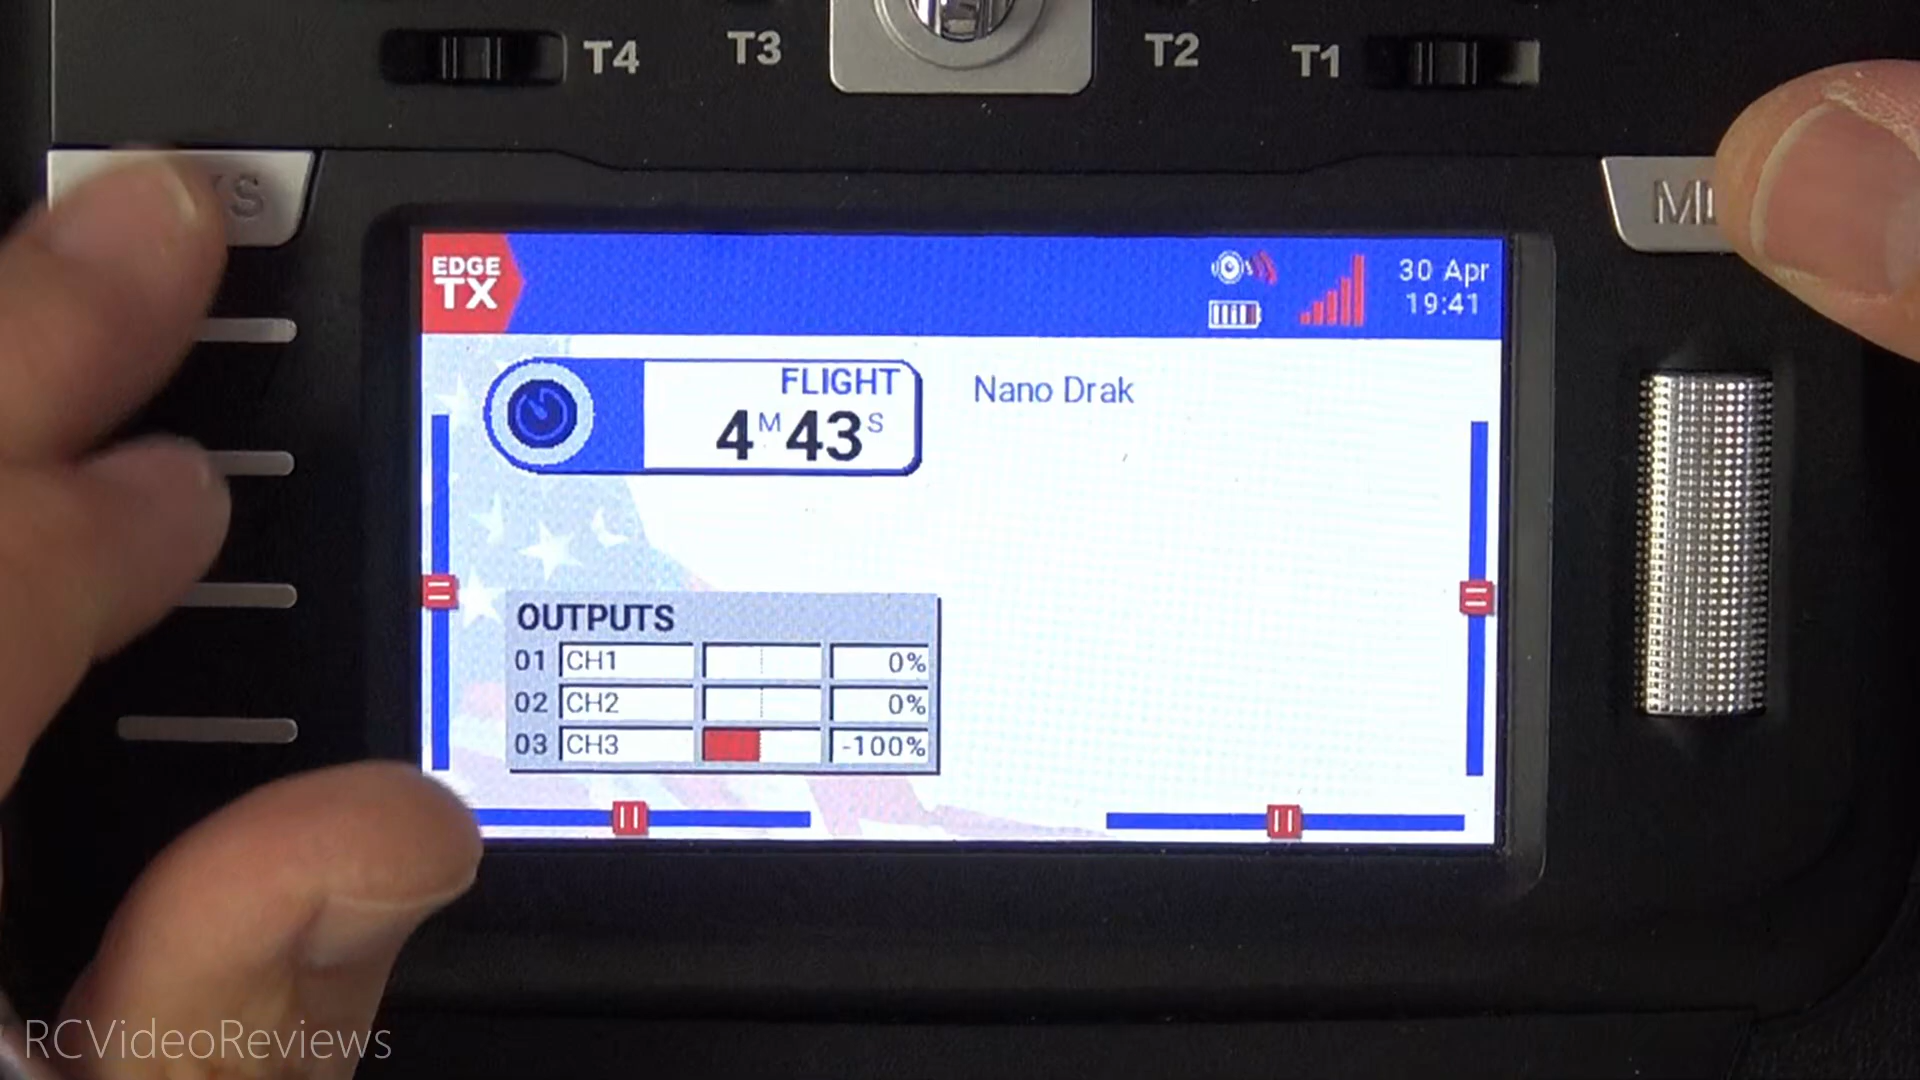 T4
T3
T2
T1
EDGE
TX
30 Apr
19:41
FLIGHT
4M43S
Nano Drak
OUTPUTS
01 CH1 0%
02 CH2 0%
03 CH3 -100%
RCVideoReviews